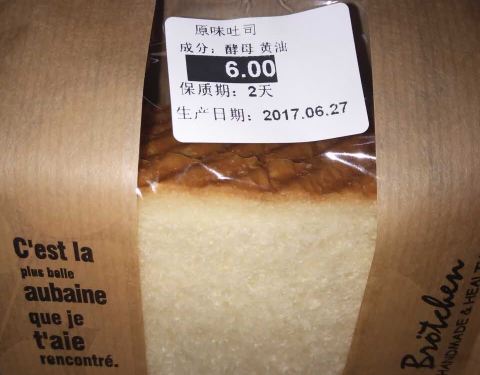 原味吐司
成分：酵母 黄油
6.00
保质期：2天
生产日期：2017.06.27
C'est la
plus belle
aubaine
que je
t'aie
rencontré.
Brötchen
HANDMADE &